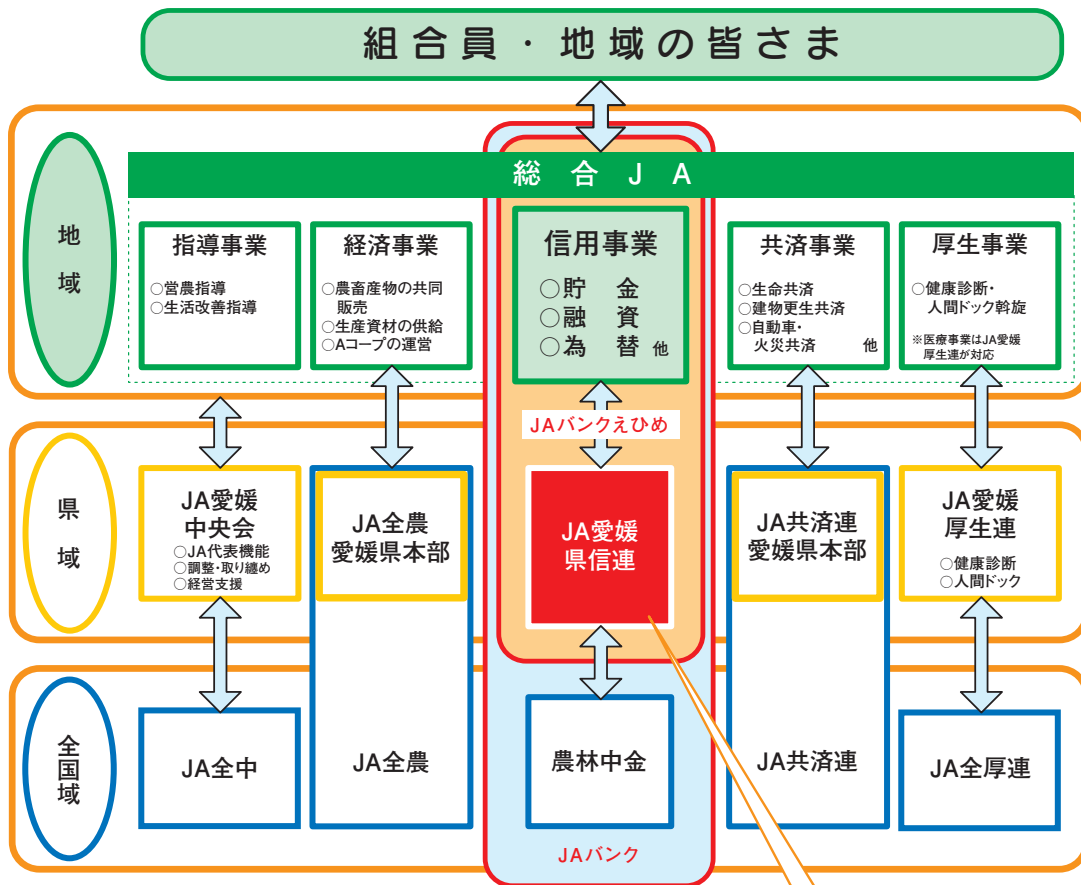 組合員・地域の皆さま
総合JA
地域
指導事業
○営農指導
○生活改善指導
経済事業
○農畜産物の共同
販売
○生産資材の供給
○Aコープの運営
信用事業
○貯 金
○融 資
○為 替 他
共済事業
○生命共済
○建物更生共済
○自動車・
火災共済 他
厚生事業
○健康診断・
人間ドック斡旋
※医療事業はJA愛媛
厚生連が対応
JAバンクえひめ
県域
JA愛媛
中央会
○JA代表機能
○調整・取り纏め
○経営支援
JA全農
愛媛県本部
JA愛媛
県信連
JA共済連
愛媛県本部
JA愛媛
厚生連
○健康診断
○人間ドック
全国域
JA全中
JA全農
農林中金
JA共済連
JA全厚連
JAバンク